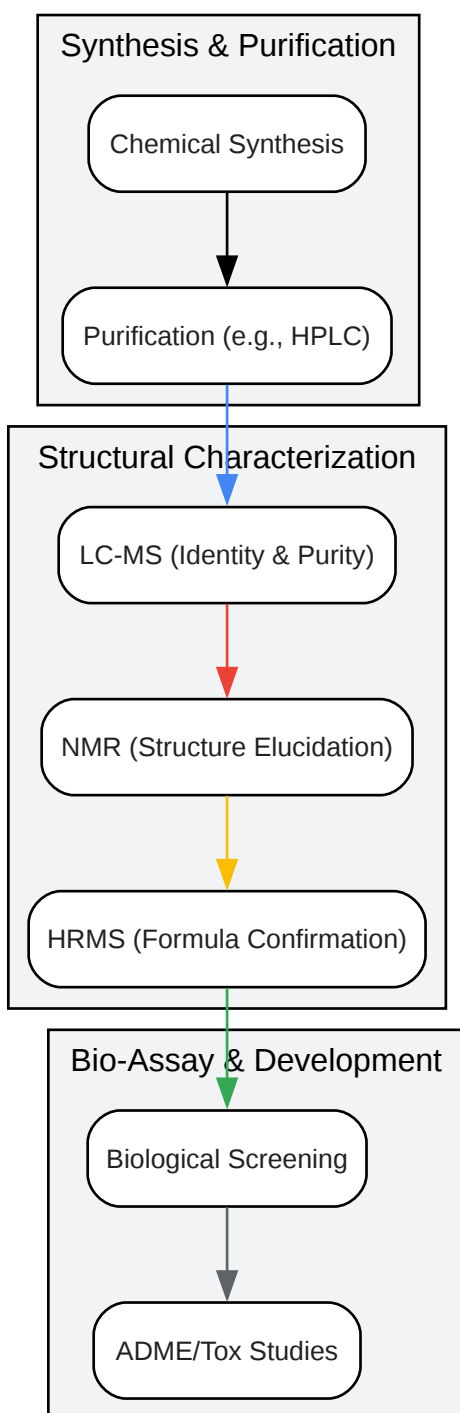 Synthesis & Purification
Chemical Synthesis
Purification (e.g., HPLC)
Structural Characterization
LC-MS (Identity & Purity)
NMR (Structure Elucidation)
HRMS (Formula Confirmation)
Bio-Assay & Development
Biological Screening
ADME/Tox Studies